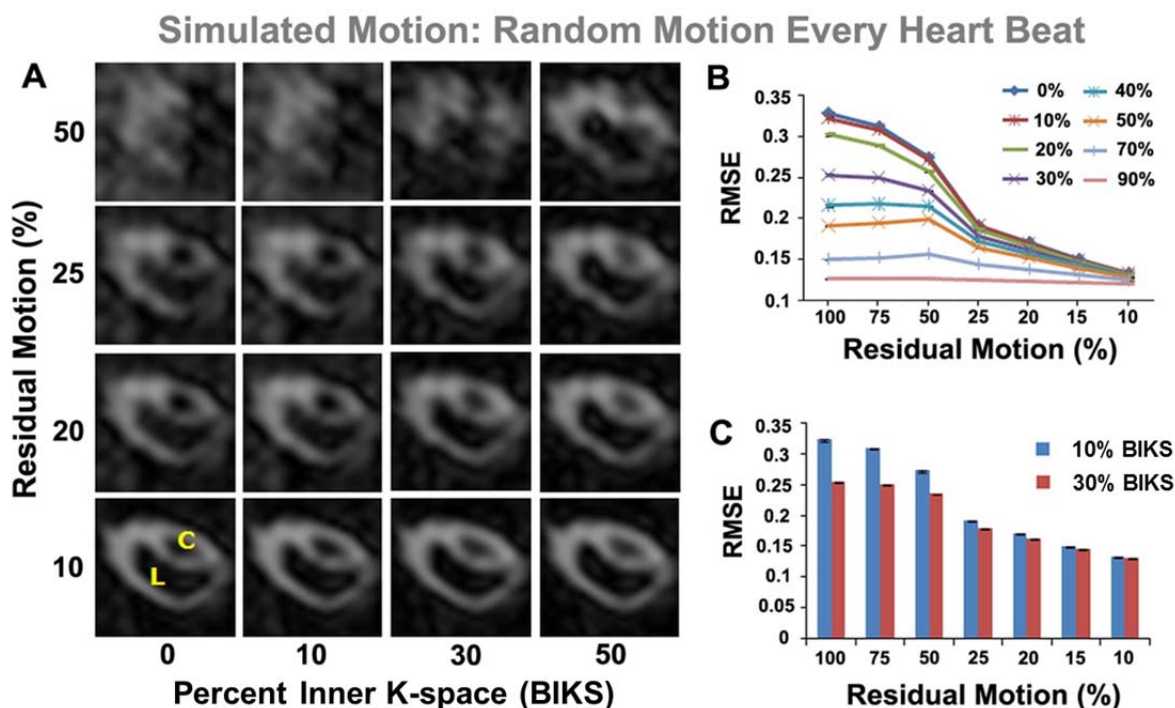 Simulated Motion: Random Motion Every Heart Beat
A
50
25
20
10
Residual Motion (%)
C
L
0 10 30 50
Percent Inner K-space (BIKS)
B
0% 40%
10% 50%
20% 70%
30% 90%
0.35
0.3
0.25
0.2
0.15
0.1
RMSE
100 75 50 25 20 15 10
Residual Motion (%)
C
10% BIKS
30% BIKS
0.35
0.3
0.25
0.2
0.15
0.1
0.05
0
RMSE
100 75 50 25 20 15 10
Residual Motion (%)